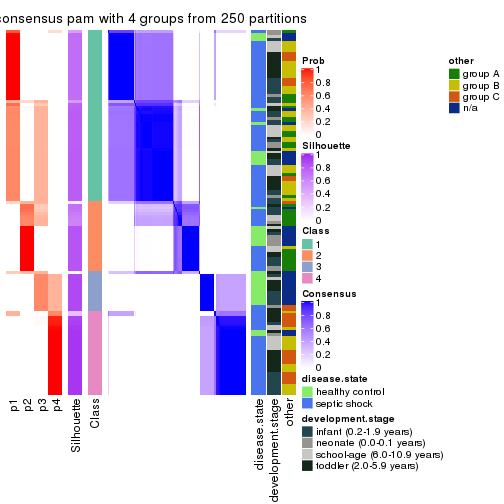 consensus pam with 4 groups from 250 partitions
Prob
1
0.8
0.6
0.4
0.2
0
Silhouette
1
0.8
0.6
0.4
0.2
0
Class
1
2
3
4
Consensus
1
0.8
0.6
0.4
0.2
0
disease.state
healthy control
septic shock
development.stage
infant (0.2-1.9 years)
neonate (0.0-0.1 years)
school-age (6.0-10.9 years)
toddler (2.0-5.9 years)
other
group A
group B
group C
n/a
p1
p2
p3
p4
Silhouette
Class
disease.state
development.stage
other